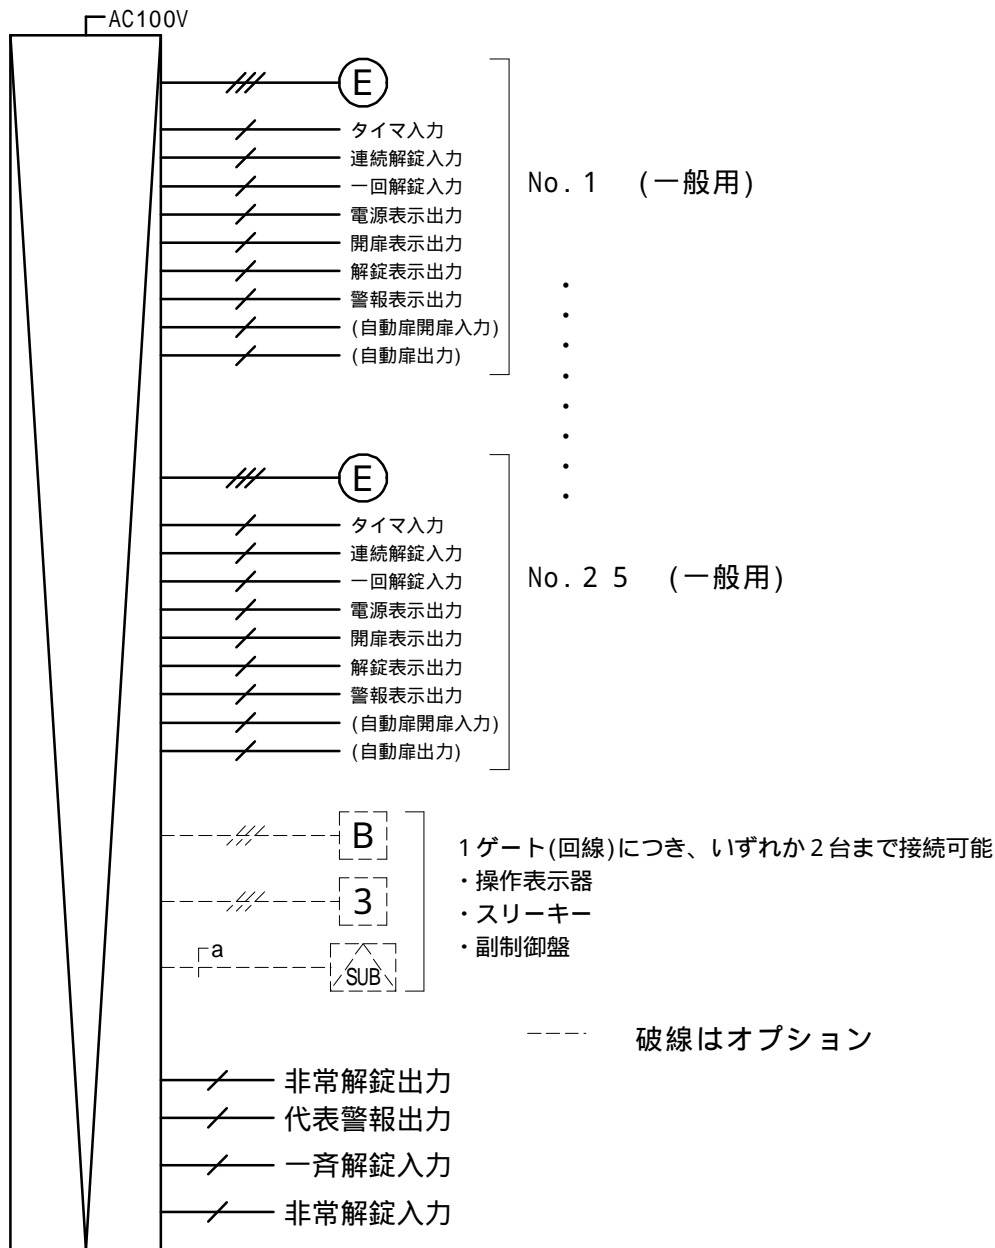 AC100V
E
タイマ入力
連続解錠入力
一回解錠入力
電源表示出力
開扉表示出力
解錠表示出力
警報表示出力
(自動扉開扉入力)
(自動扉出力)
No.1 (一般用)
E
タイマ入力
連続解錠入力
一回解錠入力
電源表示出力
開扉表示出力
解錠表示出力
警報表示出力
(自動扉開扉入力)
(自動扉出力)
No.25 (一般用)
B
3
a
SUB
1ゲート(回線)につき、いずれか2台まで接続可能
・操作表示器
・スリーキー
・副制御盤
破線はオプション
非常解錠出力
代表警報出力
一斉解錠入力
非常解錠入力